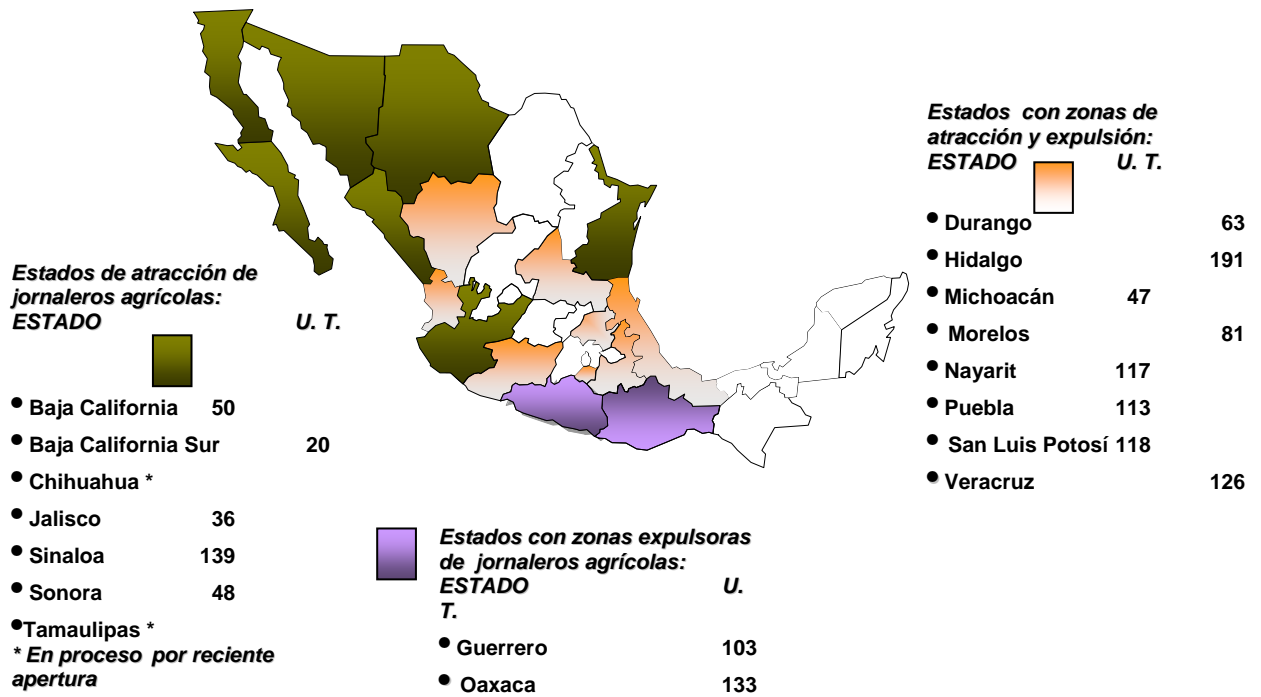 Estados de atracción de
jornaleros agrícolas:
ESTADO U. T.
• Baja California 50
• Baja California Sur 20
• Chihuahua *
• Jalisco 36
• Sinaloa 139
• Sonora 48
•Tamaulipas *
* En proceso por reciente
apertura
Estados con zonas expulsoras
de jornaleros agrícolas:
ESTADO U.
T.
• Guerrero 103
• Oaxaca 133
Estados con zonas de
atracción y expulsión:
ESTADO U. T.
• Durango 63
• Hidalgo 191
• Michoacán 47
• Morelos 81
• Nayarit 117
• Puebla 113
• San Luis Potosí 118
• Veracruz 126